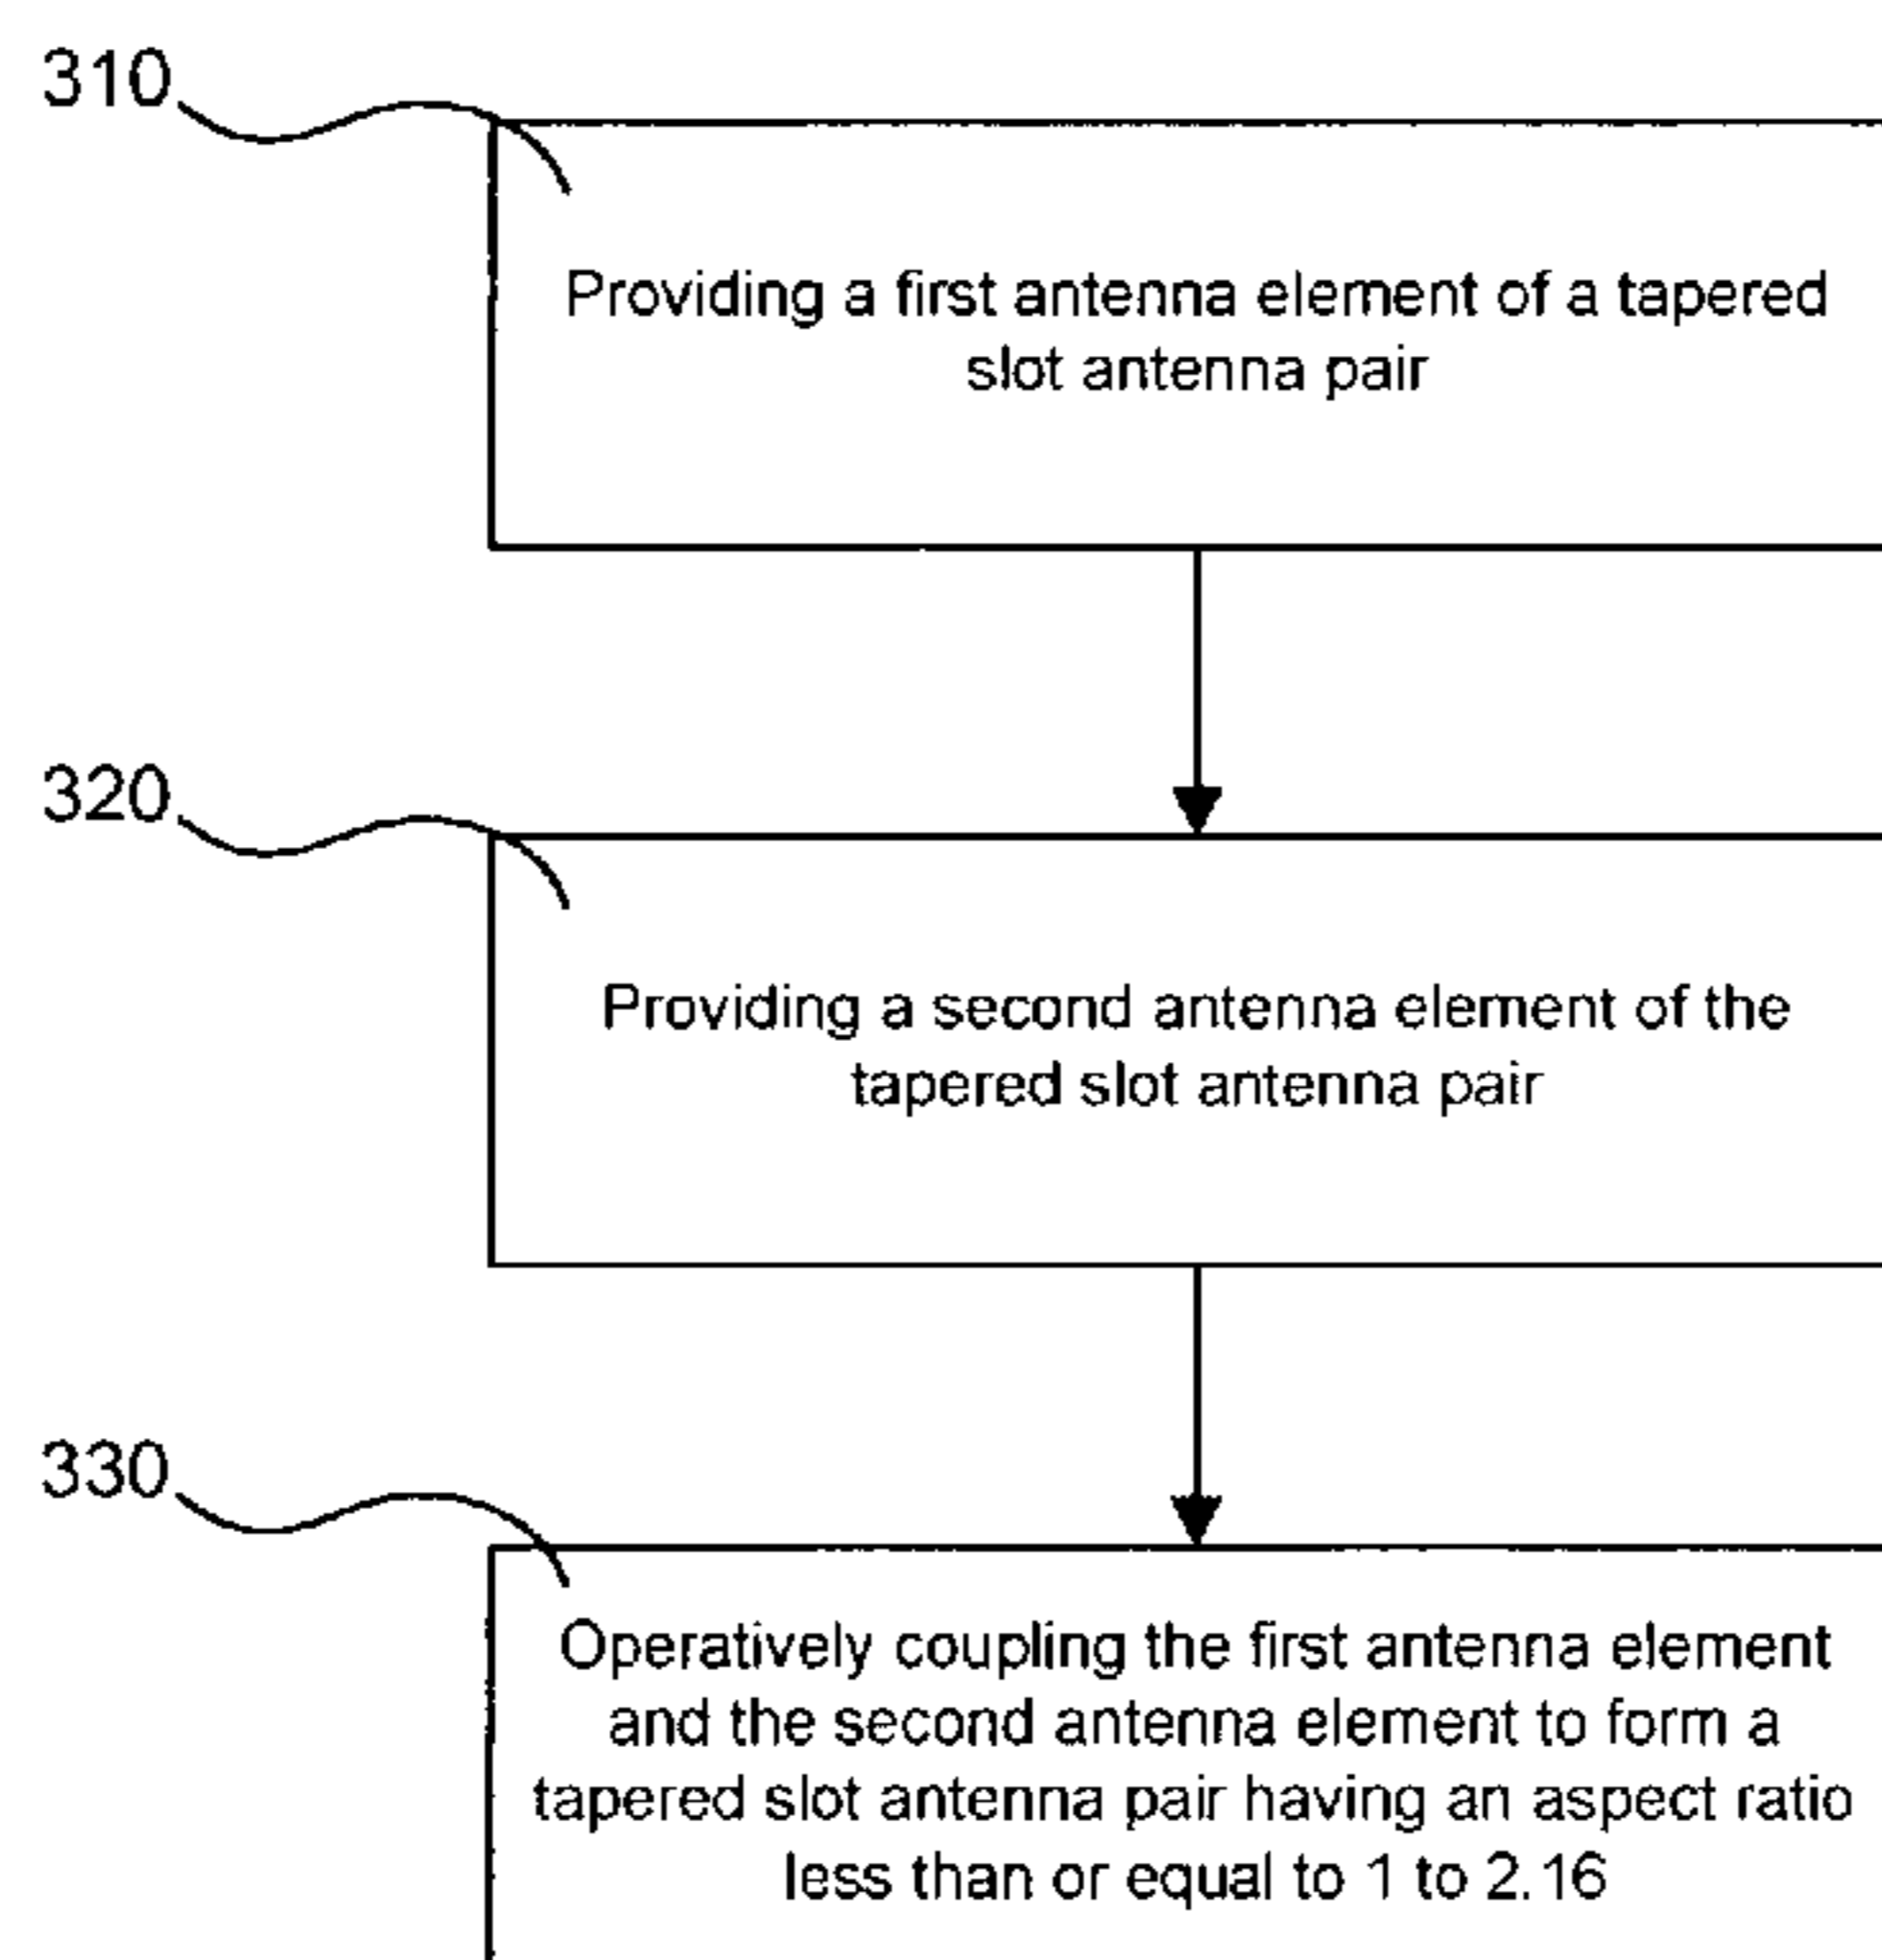 310
Providing a first antenna element of a tapered
slot antenna pair
320
Providing a second antenna element of the
tapered slot antenna pair
330
Operatively coupling the first antenna element
and the second antenna element to form a
tapered slot antenna pair having an aspect ratio
less than or equal to 1 to 2.16